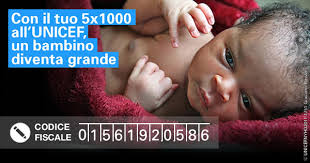 Con il tuo 5x1000
all'UNICEF,
un bambino
diventa grande
CODICE
FISCALE
01561920586